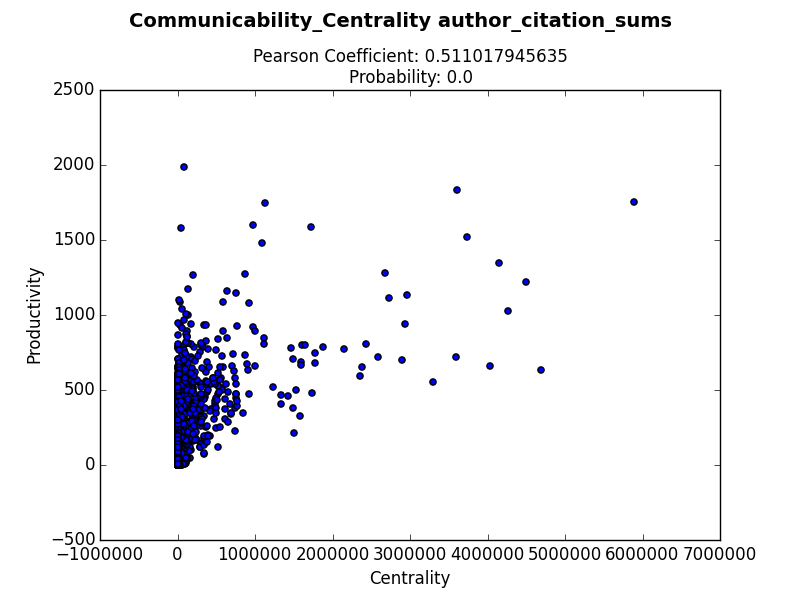 Communicability_Centrality author_citation_sums
Pearson Coefficient: 0.511017945635
Probability: 0.0
2500
2000
1500
1000
500
0
−500
Productivity
−1000000 0 1000000 2000000 3000000 4000000 5000000 6000000 7000000
Centrality